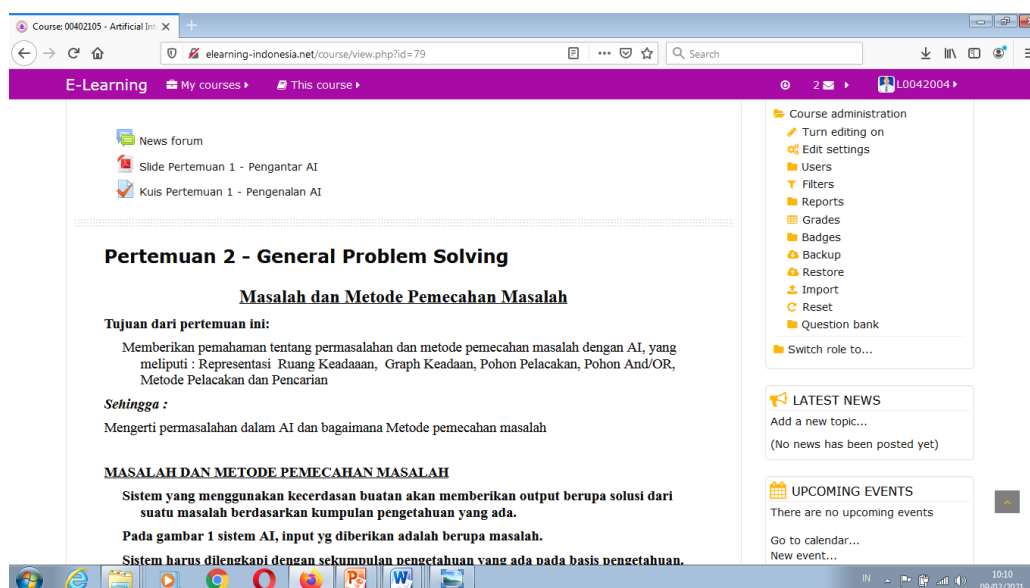 Course: 00402105 - Artificial Int
elearning-indonesia.net/course/view.php?id=79
Search
E-Learning
My courses
This course
2
L0042004
News forum
Slide Pertemuan 1 - Pengantar AI
Kuis Pertemuan 1 - Pengenalan AI
Pertemuan 2 - General Problem Solving
Masalah dan Metode Pemecahan Masalah
Tujuan dari pertemuan ini:
Memberikan pemahaman tentang permasalahan dan metode pemecahan masalah dengan AI, yang
meliputi : Representasi Ruang Keadaaan, Graph Keadaan, Pohon Pelacakan, Pohon And/OR,
Metode Pelacakan dan Pencarian
Sehingga :
Mengerti permasalahan dalam AI dan bagaimana Metode pemecahan masalah
MASALAH DAN METODE PEMECAHAN MASALAH
Sistem yang menggunakan kecerdasan buatan akan memberikan output berupa solusi dari
suatu masalah berdasarkan kumpulan pengetahuan yang ada.
Pada gambar 1 sistem AI, input yg diberikan adalah berupa masalah.
Sistem harus dilengkapi dengan sekumpulan pengetahuan yang ada pada basis pengetahuan.
Course administration
Turn editing on
Edit settings
Users
Filters
Reports
Grades
Badges
Backup
Restore
Import
Reset
Question bank
Switch role to...
LATEST NEWS
Add a new topic...
(No news has been posted yet)
UPCOMING EVENTS
There are no upcoming events
Go to calendar...
New event...
IN
10:10
09/02/2021